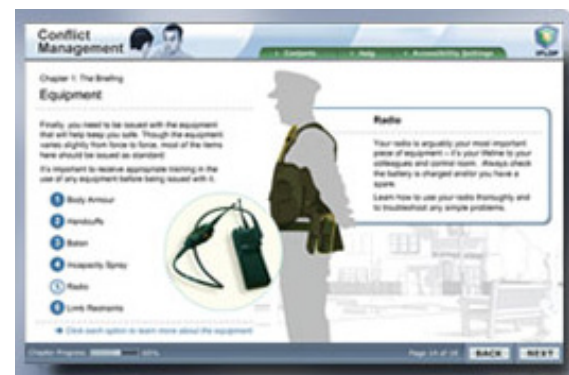 Conflict
Management
Contents
Help
Accessibility Settings
Chapter 1: The Briefing
Equipment
Finally, you need to be issued with the equipment
that will help keep you safe. Though the equipment
varies slightly from force to force, most of the items
here should be issued as standard.
It's important to receive appropriate training in the
use of any equipment before being issued with it.
1 Body Armour
2 Handcuffs
3 Baton
4 Incapacity Spray
5 Radio
6 Limb Restraints
Click each option to learn more about the equipment
Radio
Your radio is arguably your most important
piece of equipment – it's your lifeline to your
colleagues and control room. Always check
the battery is charged and/or you have a
spare.
Learn how to use your radio thoroughly and
to troubleshoot any simple problems.
Chapter Progress:
Page 14 of
BACK
NEXT